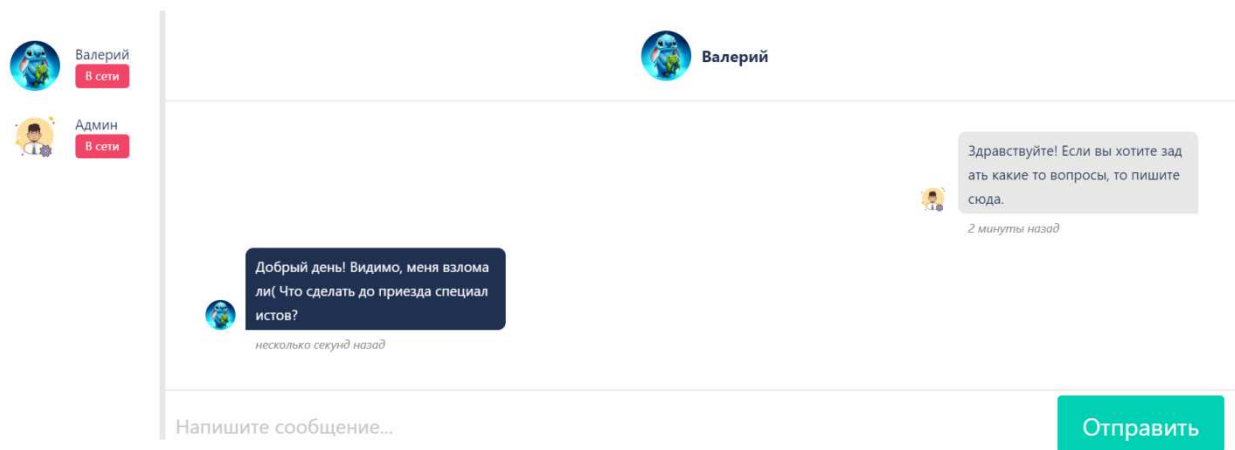 Валерий
В сети
Админ
В сети
Валерий
Здравствуйте! Если вы хотите зад
ать какие то вопросы, то пишите
сюда.
2 минуты назад
Добрый день! Видимо, меня взлома
ли( Что сделать до приезда специал
истов?
несколько секунд назад
Напишите сообщение...
Отправить